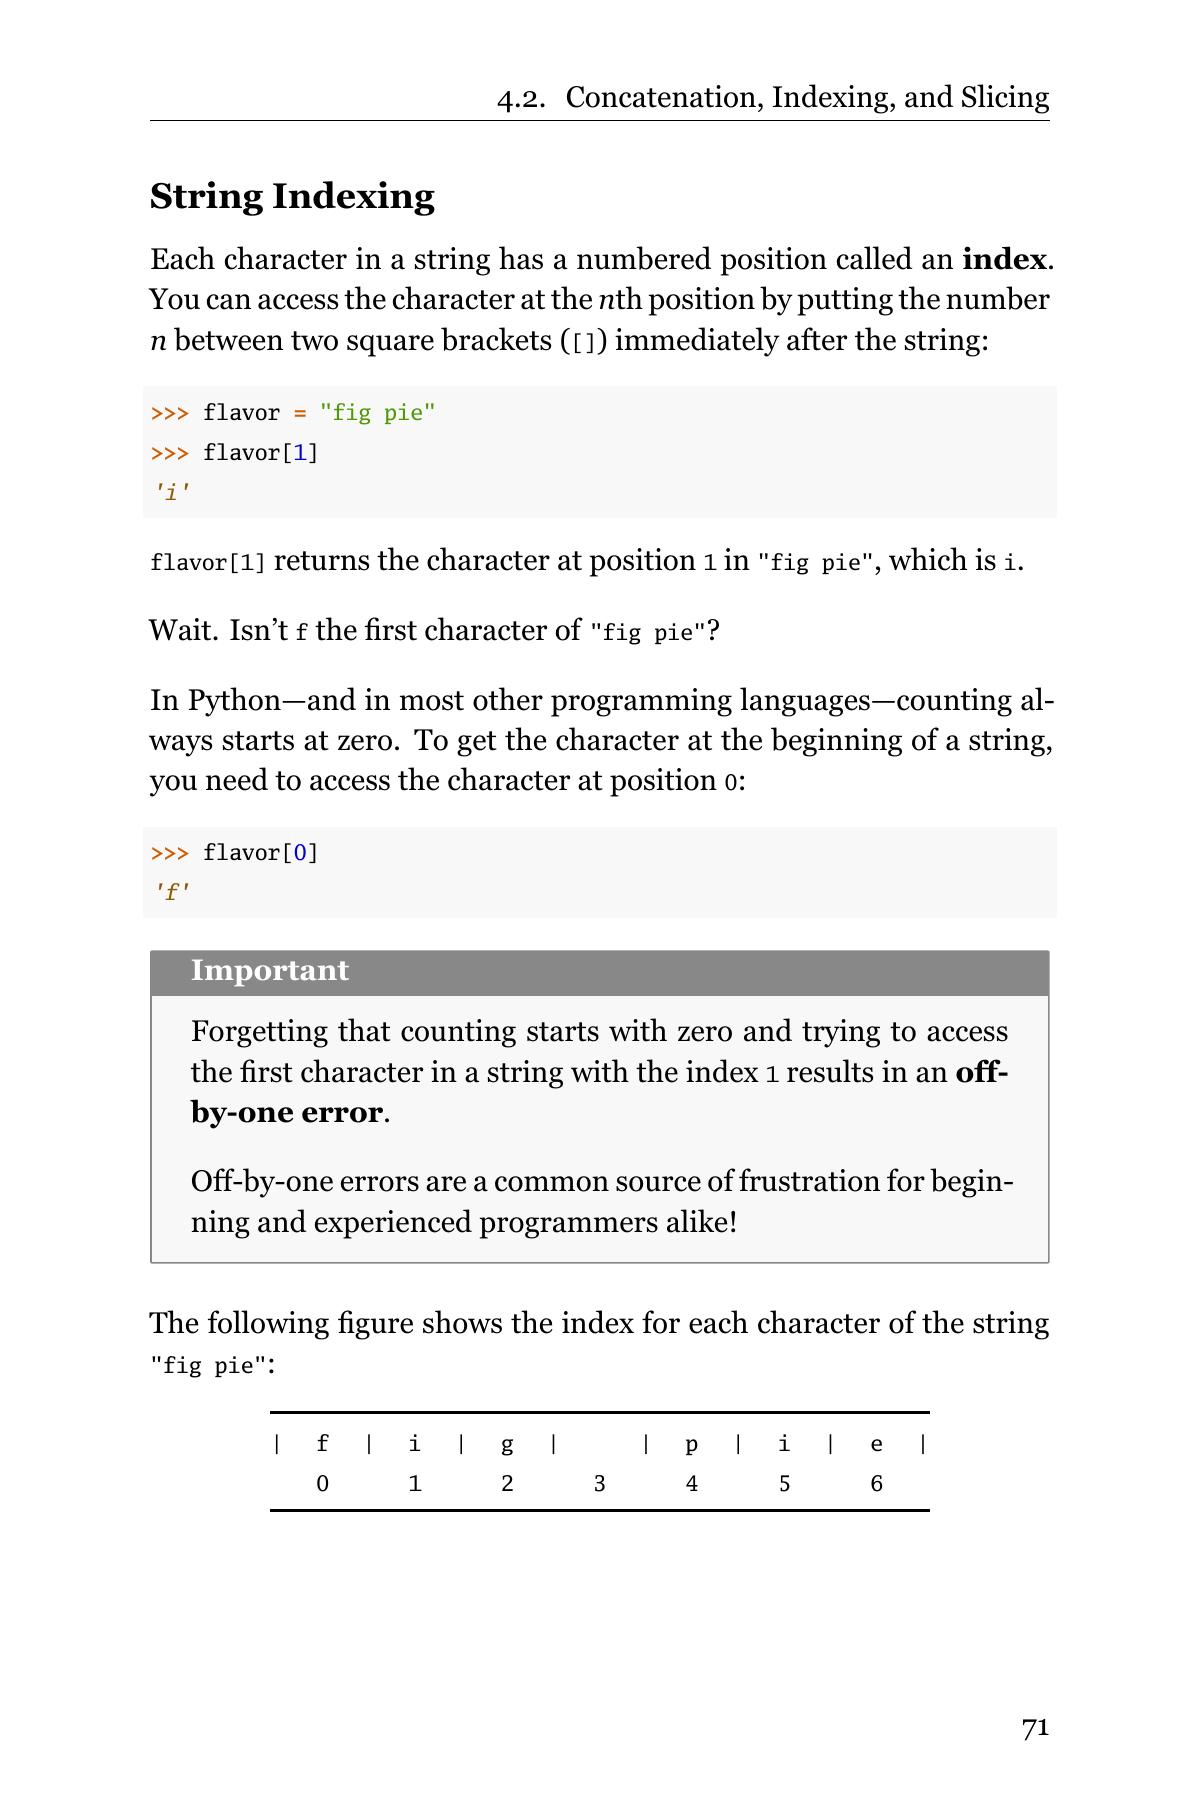 4.2. Concatenation, Indexing, and Slicing
String Indexing
Each character in a string has a numbered position called an index.
You can access the character at the nth position by putting the number
n between two square brackets ([]) immediately after the string:
>>> flavor = "fig pie"
>>> flavor[1]
'i'
flavor[1] returns the character at position 1 in "fig pie", which is i.
Wait. Isn’t f the first character of "fig pie"?
In Python—and in most other programming languages—counting al-
ways starts at zero. To get the character at the beginning of a string,
you need to access the character at position 0:
>>> flavor[0]
'f'
Important
Forgetting that counting starts with zero and trying to access
the first character in a string with the index 1 results in an off-
by-one error.
Off-by-one errors are a common source of frustration for begin-
ning and experienced programmers alike!
The following figure shows the index for each character of the string
"fig pie":
| f | i | g |   | p | i | e |
0 1 2 3 4 5 6
71